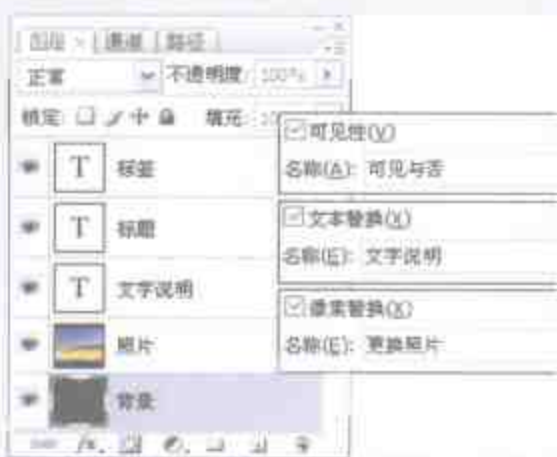 图层 × 通道 路径
正常 不透明度: 100%
锁定: 填充:
T 标签
T 标题
T 文字说明
照片
背景
fx.
可见性(V)
名称(A): 可见与否
文本替换(X)
名称(E): 文字说明
像素替换(X)
名称(E): 更换照片